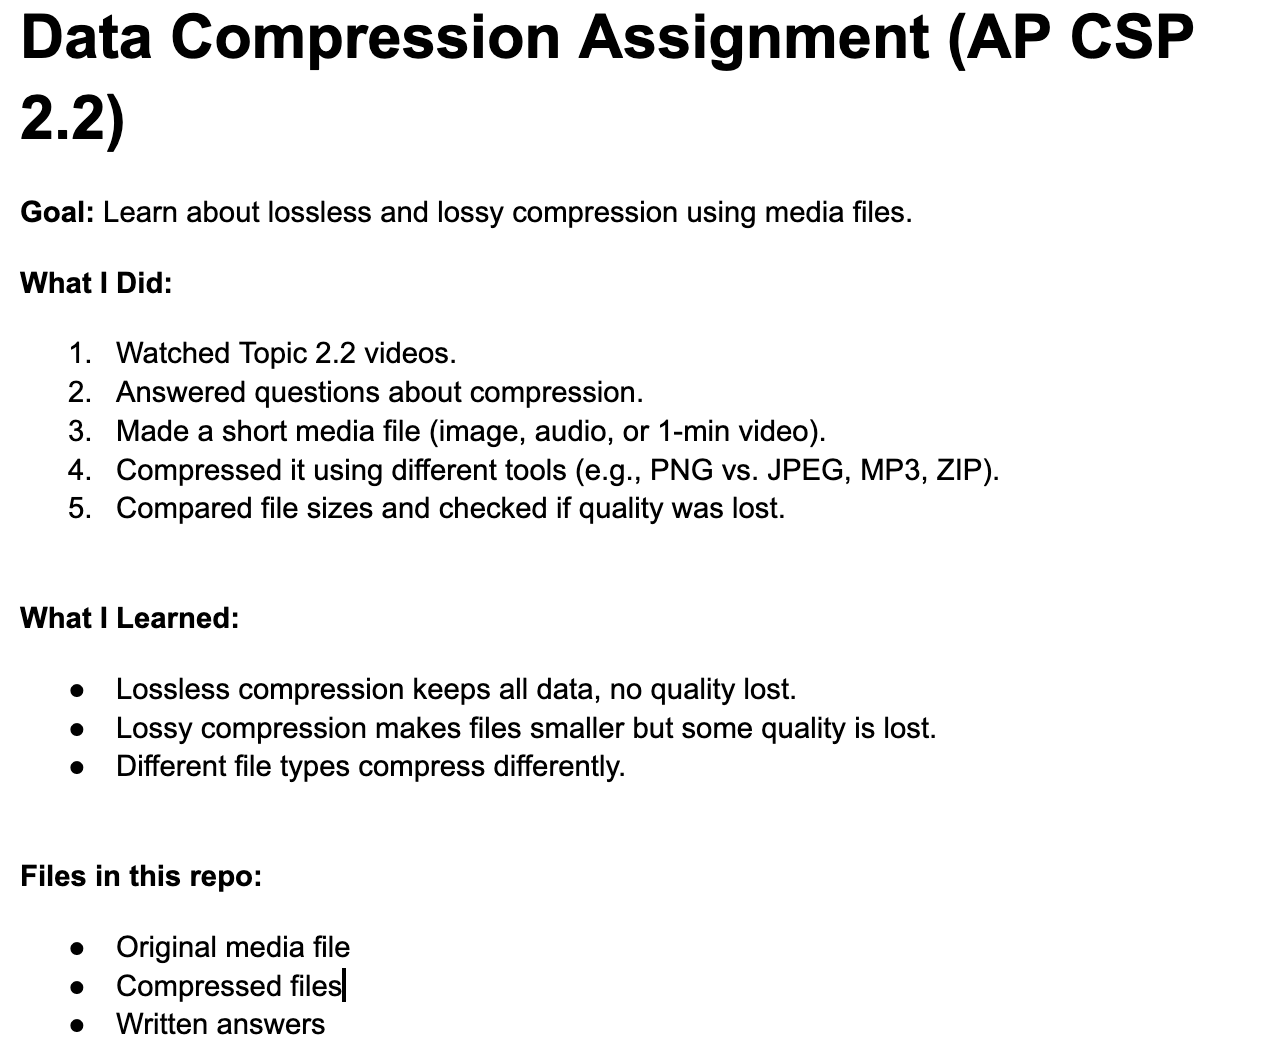 Data Compression Assignment (AP CSP
2.2)
Goal: Learn about lossless and lossy compression using media files.
What I Did:
1. Watched Topic 2.2 videos.
2. Answered questions about compression.
3. Made a short media file (image, audio, or 1-min video).
4. Compressed it using different tools (e.g., PNG vs. JPEG, MP3, ZIP).
5. Compared file sizes and checked if quality was lost.
What I Learned:
● Lossless compression keeps all data, no quality lost.
● Lossy compression makes files smaller but some quality is lost.
● Different file types compress differently.
Files in this repo:
● Original media file
● Compressed files
● Written answers